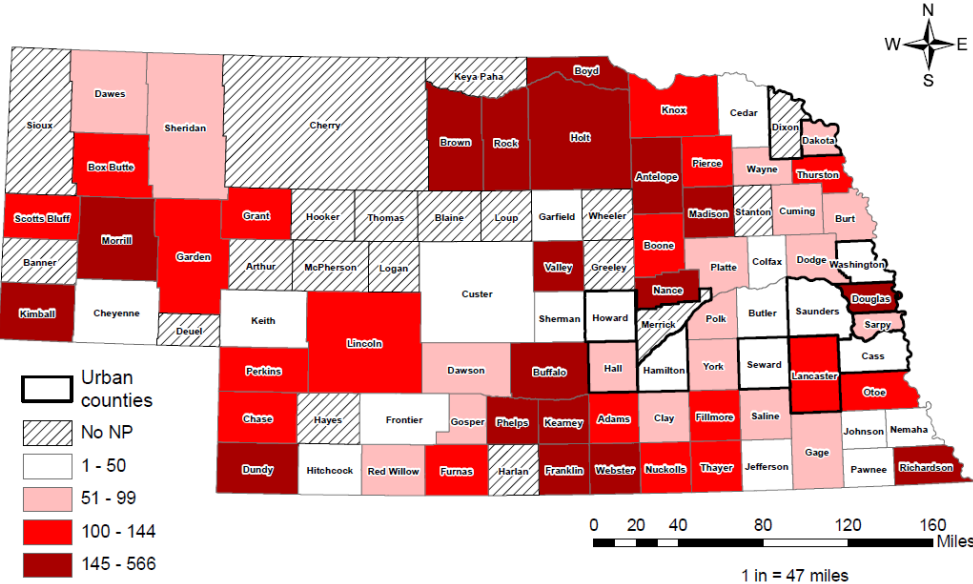 N
W E
S
Keya Paha Boyd
Dawes Sheridan Cherry Knox Cedar
Sioux Brown Rock Holt Dixon Dakota
Box Butte Antelope Pierce Wayne Thurston
Scotts Bluff Morrill Grant Hooker Thomas Blaine Loup Garfield Wheeler Madison Stanton Cuming Burt
Banner Garden Arthur McPherson Logan Valley Greeley Boone Platte Colfax Dodge Washington
Kimball Cheyenne Deuel Keith Custer Sherman Howard Nance Merrick Polk Butler Saunders Douglas Sarpy
Lincoln Hamilton Seward Cass
Perkins Dawson Buffalo Hall York Lancaster Otoe
Chase Hayes Frontier Gosper Phelps Kearney Adams Clay Fillmore Saline Johnson Nemaha
Dundy Hitchcock Red Willow Furnas Harlan Franklin Webster Nuckolls Thayer Jefferson Gage Pawnee Richardson
Urban
counties
No NP
1 - 50
51 - 99
100 - 144
145 - 566
0 20 40 80 120 160
Miles
1 in = 47 miles